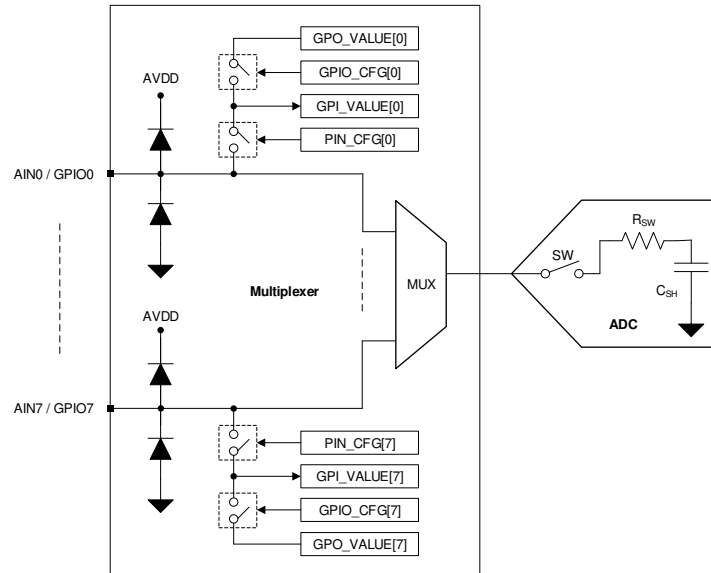 GPO_VALUE[0]
AVDD
GPIO_CFG[0]
GPI_VALUE[0]
PIN_CFG[0]
AIN0 / GPIO0
RSW
SW
MUX
Multiplexer
CSH
ADC
AVDD
AIN7 / GPIO7
PIN_CFG[7]
GPI_VALUE[7]
GPIO_CFG[7]
GPO_VALUE[7]